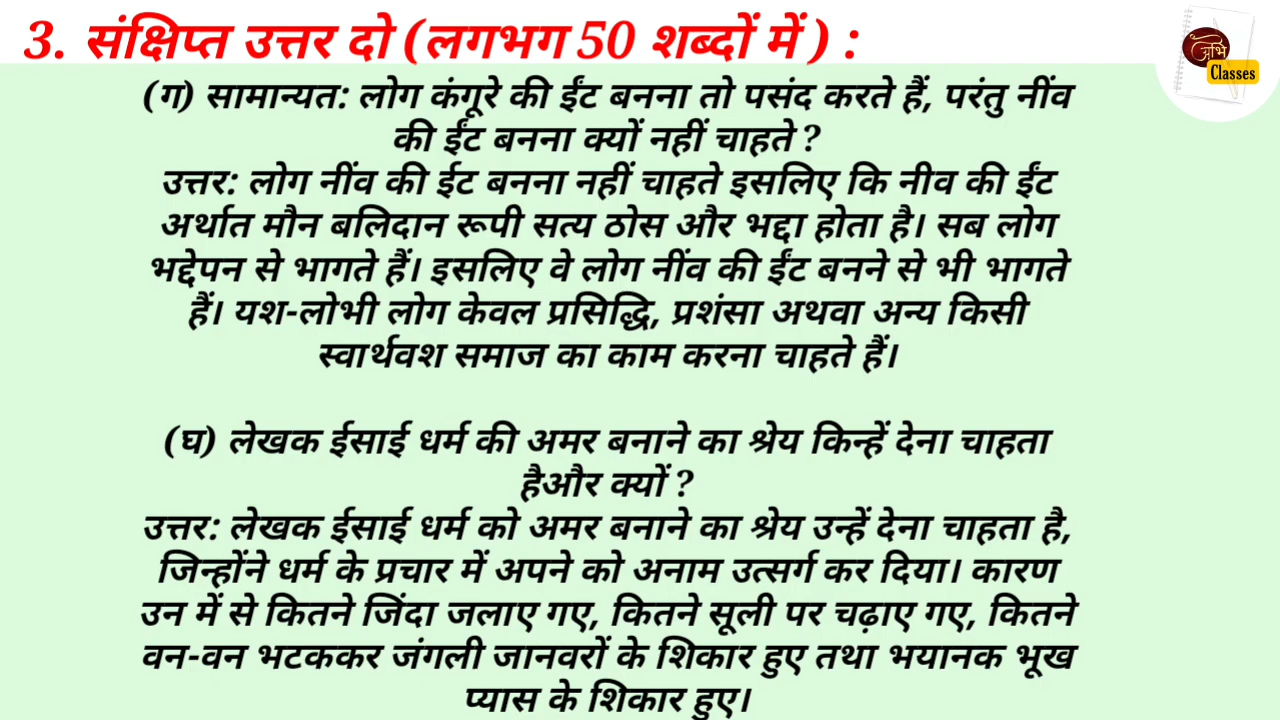 3. संक्षिप्त उत्तर दो (लगभग 50 शब्दों में ) :
अभि
Classes
(ग) सामान्यत: लोग कंगूरे की ईंट बनना तो पसंद करते हैं, परंतु नींव
की ईंट बनना क्यों नहीं चाहते ?
उत्तर: लोग नींव की ईट बनना नहीं चाहते इसलिए कि नीव की ईंट
अर्थात मौन बलिदान रूपी सत्य ठोस और भद्दा होता है। सब लोग
भद्देपन से भागते हैं। इसलिए वे लोग नींव की ईंट बनने से भी भागते
हैं। यश-लोभी लोग केवल प्रसिद्धि, प्रशंसा अथवा अन्य किसी
स्वार्थवश समाज का काम करना चाहते हैं।
(घ) लेखक ईसाई धर्म की अमर बनाने का श्रेय किन्हें देना चाहता
हैऔर क्यों ?
उत्तर: लेखक ईसाई धर्म को अमर बनाने का श्रेय उन्हें देना चाहता है,
जिन्होंने धर्म के प्रचार में अपने को अनाम उत्सर्ग कर दिया। कारण
उन में से कितने जिंदा जलाए गए, कितने सूली पर चढ़ाए गए, कितने
वन-वन भटककर जंगली जानवरों के शिकार हुए तथा भयानक भूख
प्यास के शिकार हुए।